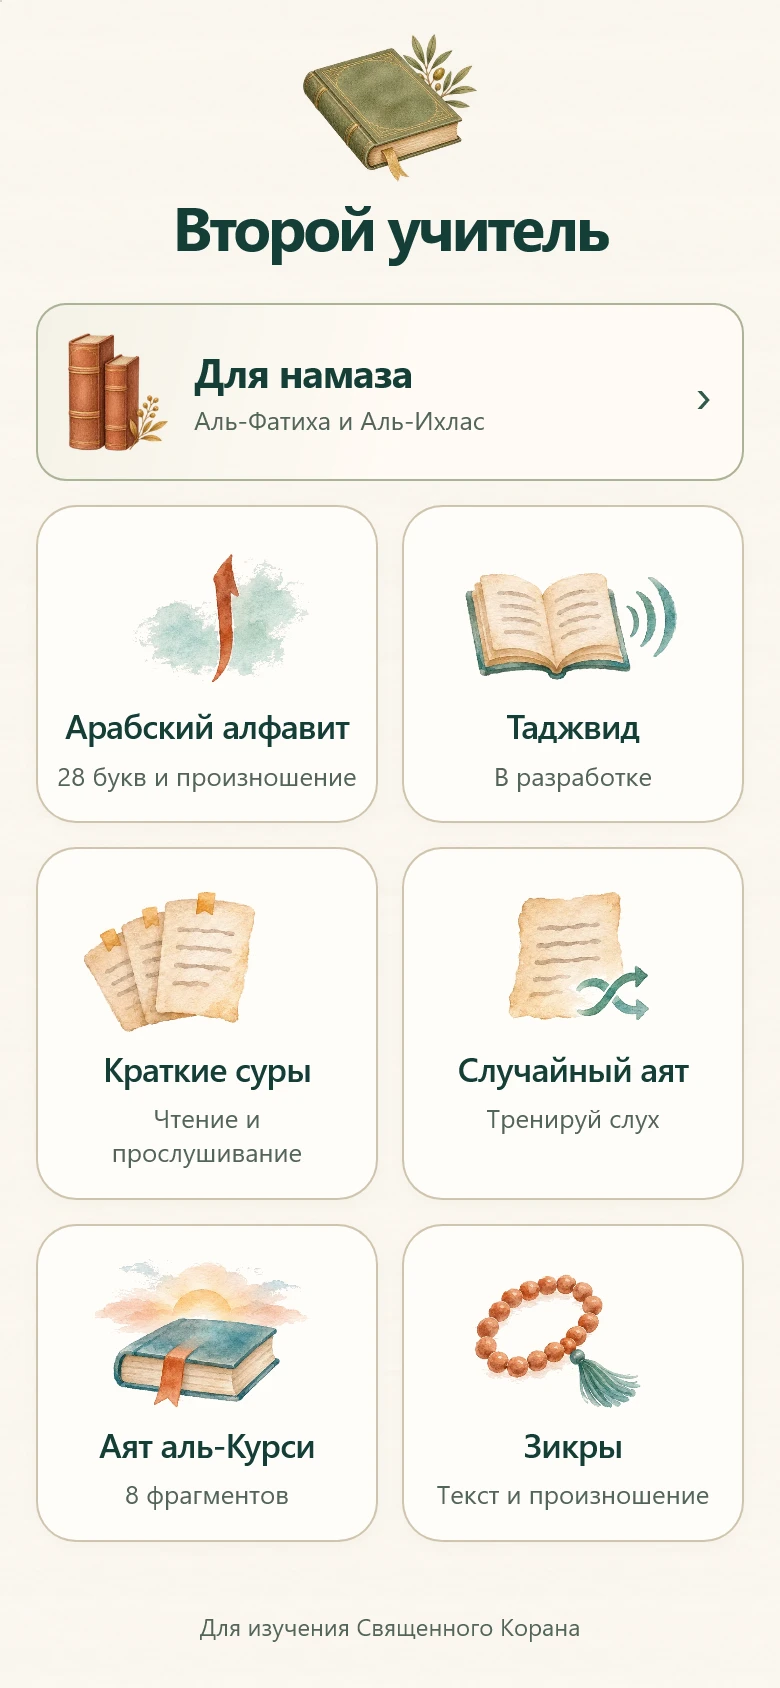 Второй учитель
Для намаза
Аль-Фатиха и Аль-Ихлас
›
Арабский алфавит
28 букв и произношение
Таджвид
В разработке
Краткие суры
Чтение и
прослушивание
Случайный аят
Тренируй слух
Аят аль-Курси
8 фрагментов
Зикры
Текст и произношение
Для изучения Священного Корана